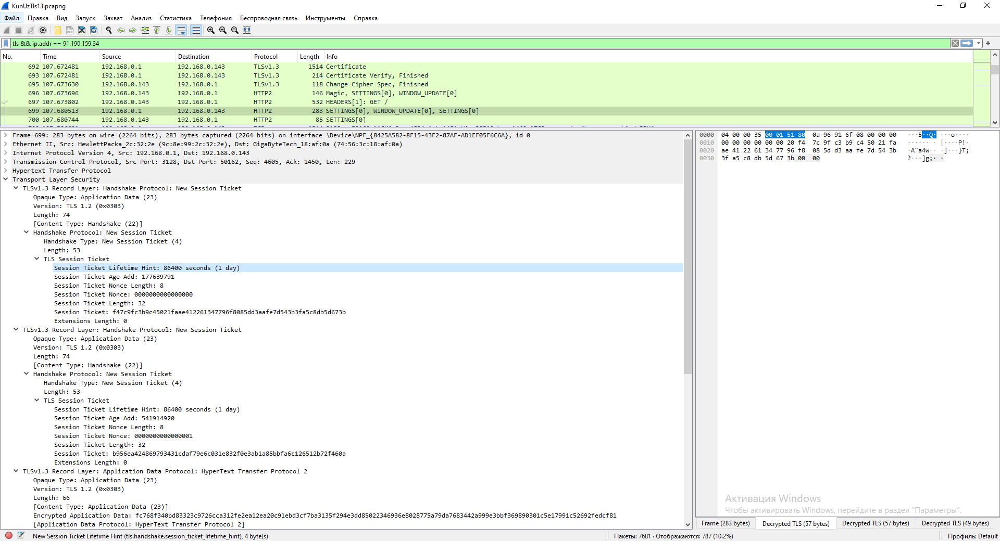 KunUzTls13.pcapng
Файл Правка Вид Запуск Захват Анализ Статистика Телефония Беспроводная связь Инструменты Справка
tls && ip.addr == 91.190.159.34
No. Time Source Destination Protocol Length Info
692 107.672481 192.168.0.1 192.168.0.143 TLSv1.3 1514 Certificate
693 107.672481 192.168.0.1 192.168.0.143 TLSv1.3 214 Certificate Verify, Finished
695 107.673630 192.168.0.143 192.168.0.1 TLSv1.3 118 Change Cipher Spec, Finished
696 107.673696 192.168.0.143 192.168.0.1 HTTP2 146 Magic, SETTINGS[0], WINDOW_UPDATE[0]
697 107.673802 192.168.0.143 192.168.0.1 HTTP2 532 HEADERS[1]: GET /
699 107.680513 192.168.0.1 192.168.0.143 HTTP2 283 SETTINGS[0], WINDOW_UPDATE[0], SETTINGS[0]
700 107.680744 192.168.0.143 192.168.0.1 HTTP2 85 SETTINGS[0]
Frame 699: 283 bytes on wire (2264 bits), 283 bytes captured (2264 bits) on interface \Device\NPF_{8425A582-8F15-43F2-87AF-AD1EF05F6C6A}, id 0
Ethernet II, Src: HewlettPacka_2c:32:2e (9c:8e:99:2c:32:2e), Dst: GigaByteTech_18:af:0a (74:56:3c:18:af:0a)
Internet Protocol Version 4, Src: 192.168.0.1, Dst: 192.168.0.143
Transmission Control Protocol, Src Port: 3128, Dst Port: 50162, Seq: 4605, Ack: 1450, Len: 229
Hypertext Transfer Protocol
Transport Layer Security
TLSv1.3 Record Layer: Handshake Protocol: New Session Ticket
Opaque Type: Application Data (23)
Version: TLS 1.2 (0x0303)
Length: 74
[Content Type: Handshake (22)]
Handshake Protocol: New Session Ticket
Handshake Type: New Session Ticket (4)
Length: 53
TLS Session Ticket
Session Ticket Lifetime Hint: 86400 seconds (1 day)
Session Ticket Age Add: 177639791
Session Ticket Nonce Length: 8
Session Ticket Nonce: 0000000000000000
Session Ticket Length: 32
Session Ticket: f47c9fc3b9c45021faae412261347796f8085dd3aafe7d543b3fa5c8db5d673b
Extensions Length: 0
TLSv1.3 Record Layer: Handshake Protocol: New Session Ticket
Opaque Type: Application Data (23)
Version: TLS 1.2 (0x0303)
Length: 74
[Content Type: Handshake (22)]
Handshake Protocol: New Session Ticket
Handshake Type: New Session Ticket (4)
Length: 53
TLS Session Ticket
Session Ticket Lifetime Hint: 86400 seconds (1 day)
Session Ticket Age Add: 541914920
Session Ticket Nonce Length: 8
Session Ticket Nonce: 0000000000000001
Session Ticket Length: 32
Session Ticket: b956ea424869793431cdaf79e6c031e832f0e3ab1a85bbfa6c126512b72f460a
Extensions Length: 0
TLSv1.3 Record Layer: Application Data Protocol: HyperText Transfer Protocol 2
Opaque Type: Application Data (23)
Version: TLS 1.2 (0x0303)
Length: 66
[Content Type: Application Data (23)]
Encrypted Application Data: fc768f340bd83323c9726cca312fe2ea12ea20c91ebd3cf7ba3135f294e3dd85022346936e8028775a79da7683442a999e3bbf369890301c5e17991c52692fedcf81
[Application Data Protocol: HyperText Transfer Protocol 2]
0000 04 00 00 35 00 01 51 80 0a 96 91 6f 08 00 00 00 ···5··Q· ···o····
0010 00 00 00 00 00 20 f4 7c 9f c3 b9 c4 50 21 fa ······· |····P!·
0020 ae 41 22 61 34 77 96 f8 08 5d d3 aa fe 7d 54 3b ·A"a4w·· ·]···}T;
0030 3f a5 c8 db 5d 67 3b 00 00 ?···]g;· ·
Активация Windows
Чтобы активировать Windows, перейдите в раздел "Параметры".
Frame (283 bytes) Decrypted TLS (57 bytes) Decrypted TLS (57 bytes) Decrypted TLS (49 bytes)
New Session Ticket Lifetime Hint (tls.handshake.session_ticket_lifetime_hint), 4 byte(s) Пакеты: 7681 · Отображаются: 787 (10.2%) Профиль: Default